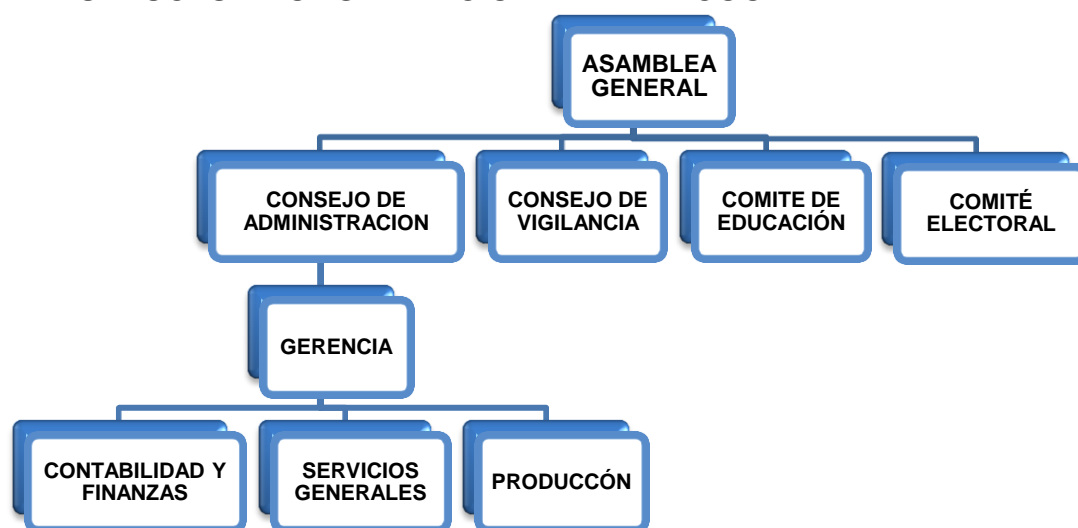 ASAMBLEA
GENERAL
CONSEJO DE
ADMINISTRACION
CONSEJO DE
VIGILANCIA
COMITE DE
EDUCACIÓN
COMITÉ
ELECTORAL
GERENCIA
CONTABILIDAD Y
FINANZAS
SERVICIOS
GENERALES
PRODUCCÓN